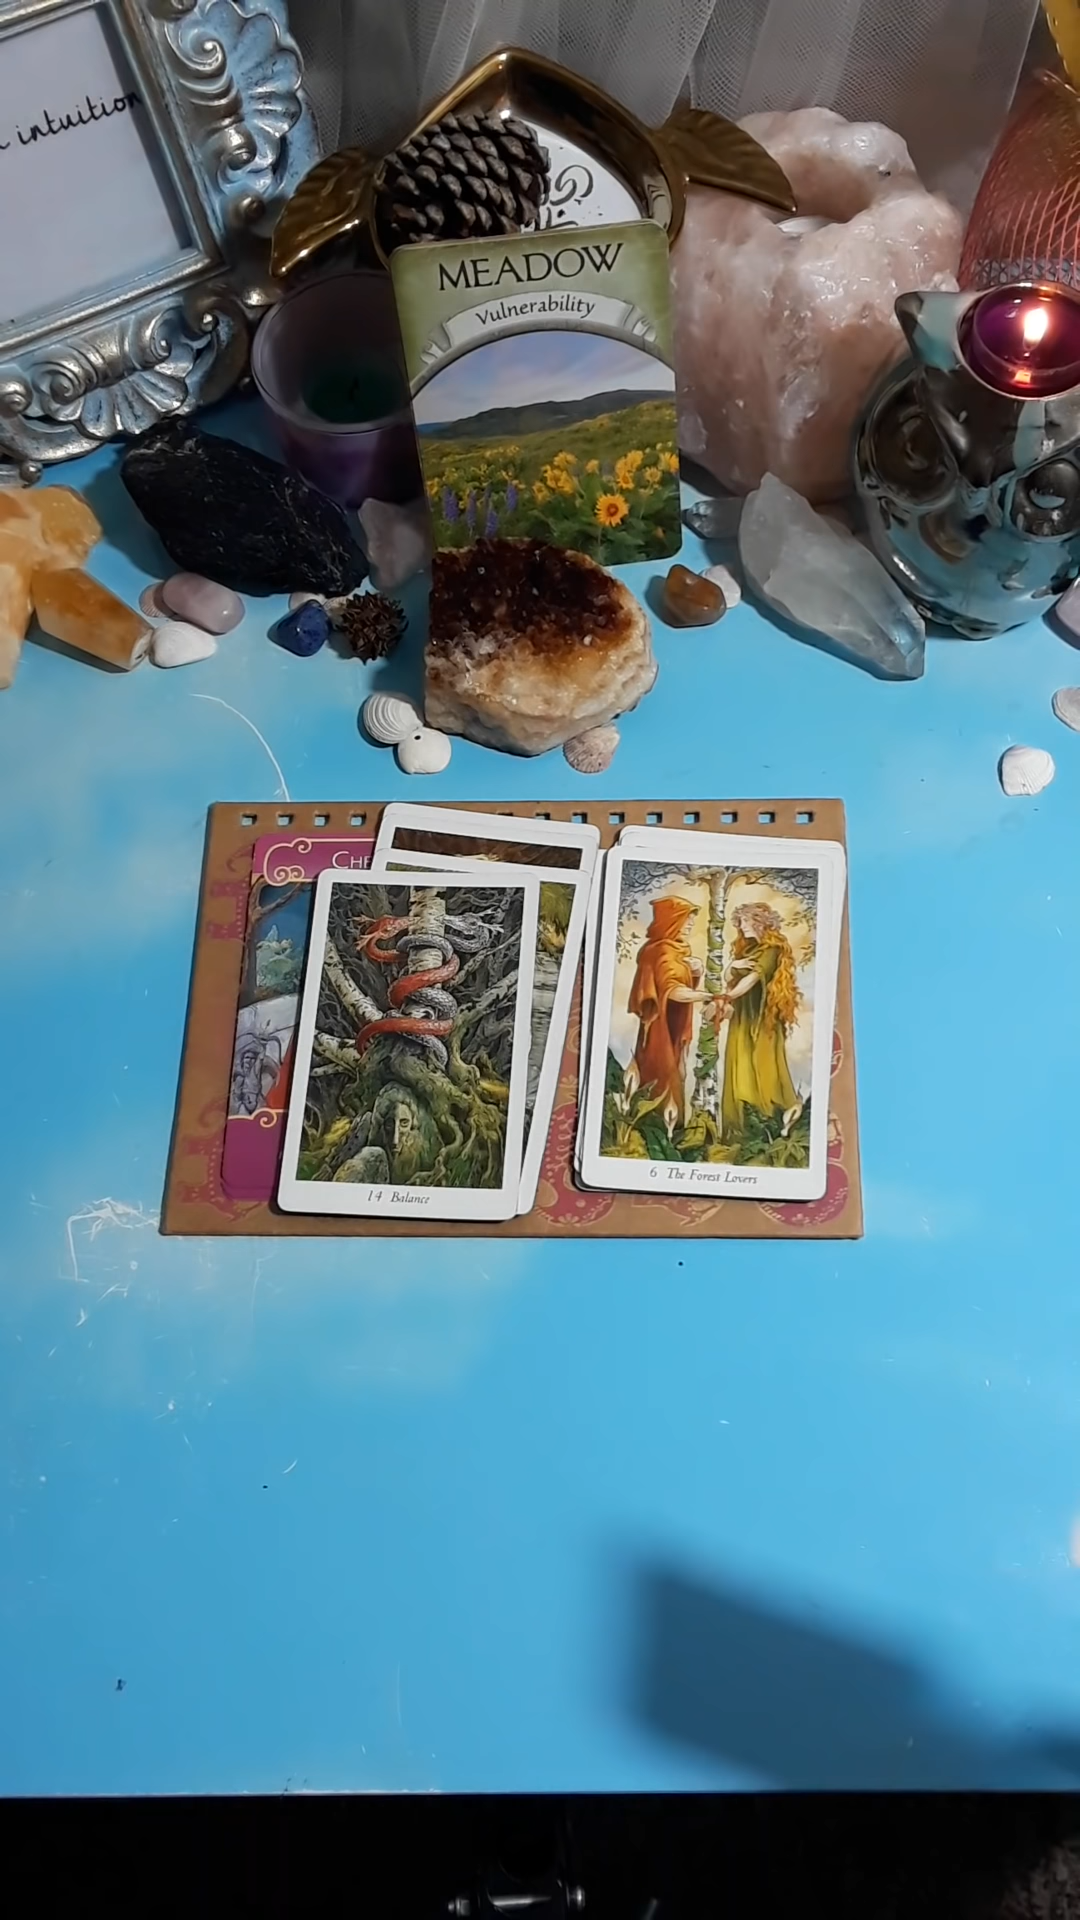 intuition
MEADOW
Vulnerability
14 Balance
6 The Forest Lovers